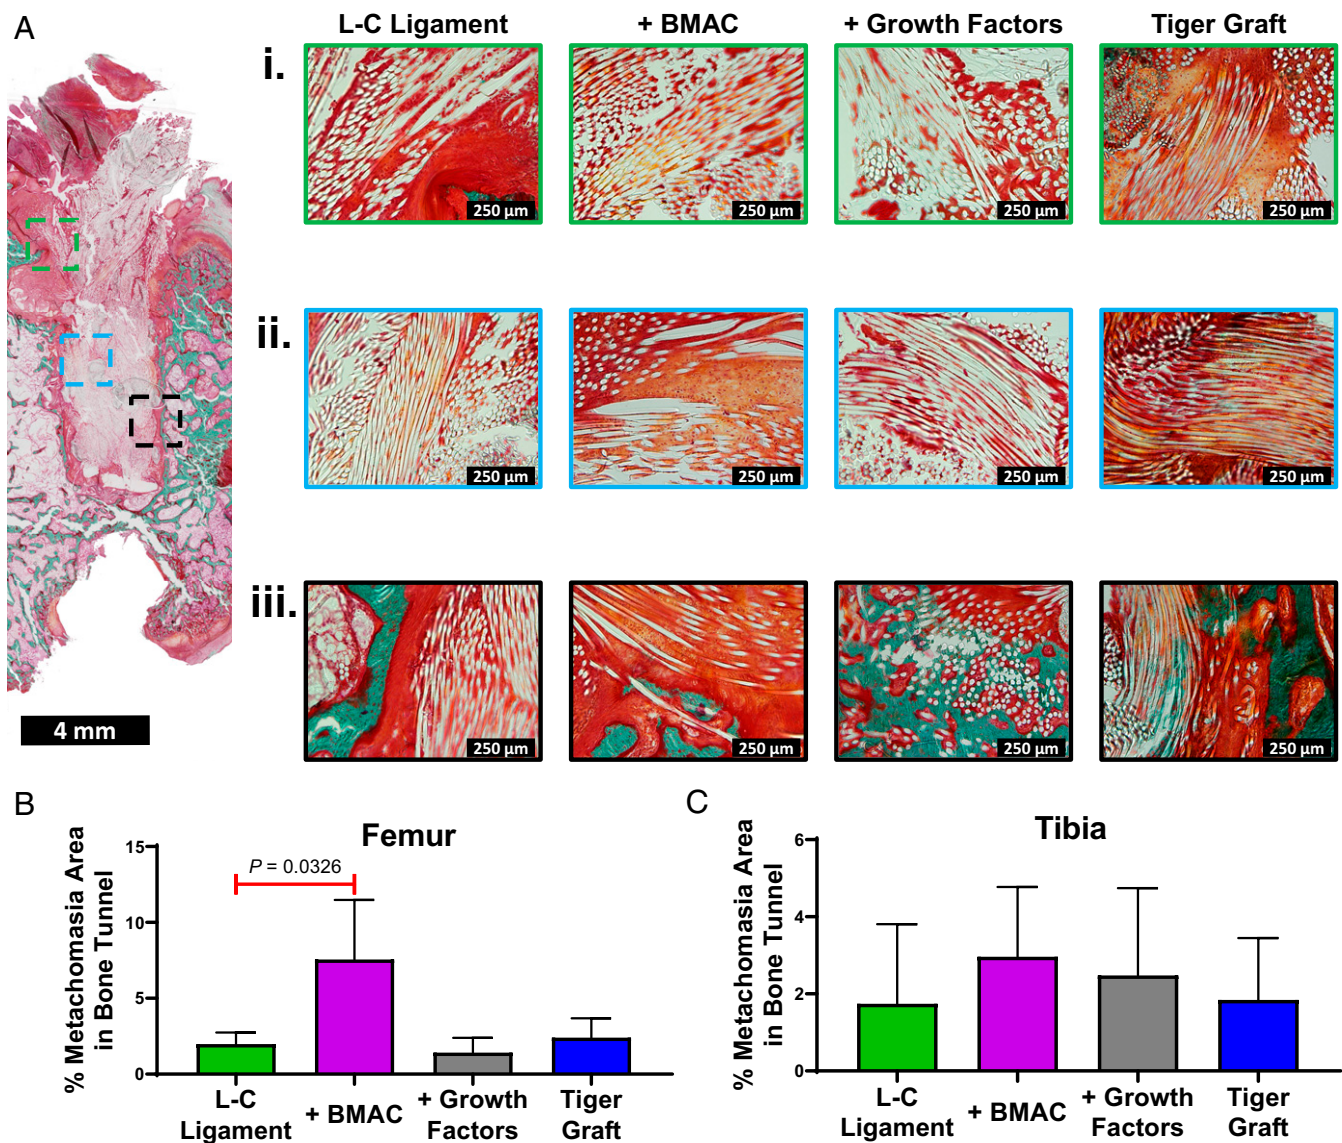 A
L-C Ligament
+ BMAC
+ Growth Factors
Tiger Graft
i.
250 µm
250 µm
250 µm
250 µm
ii.
250 µm
250 µm
250 µm
250 µm
iii.
250 µm
250 µm
250 µm
250 µm
4 mm
B
Femur
% Metachomasia Area
in Bone Tunnel
15
10
5
0
P = 0.0326
L-C
Ligament
+ BMAC
+ Growth
Factors
Tiger
Graft
C
Tibia
% Metachomasia Area
in Bone Tunnel
6
4
2
0
L-C
Ligament
+ BMAC
+ Growth
Factors
Tiger
Graft